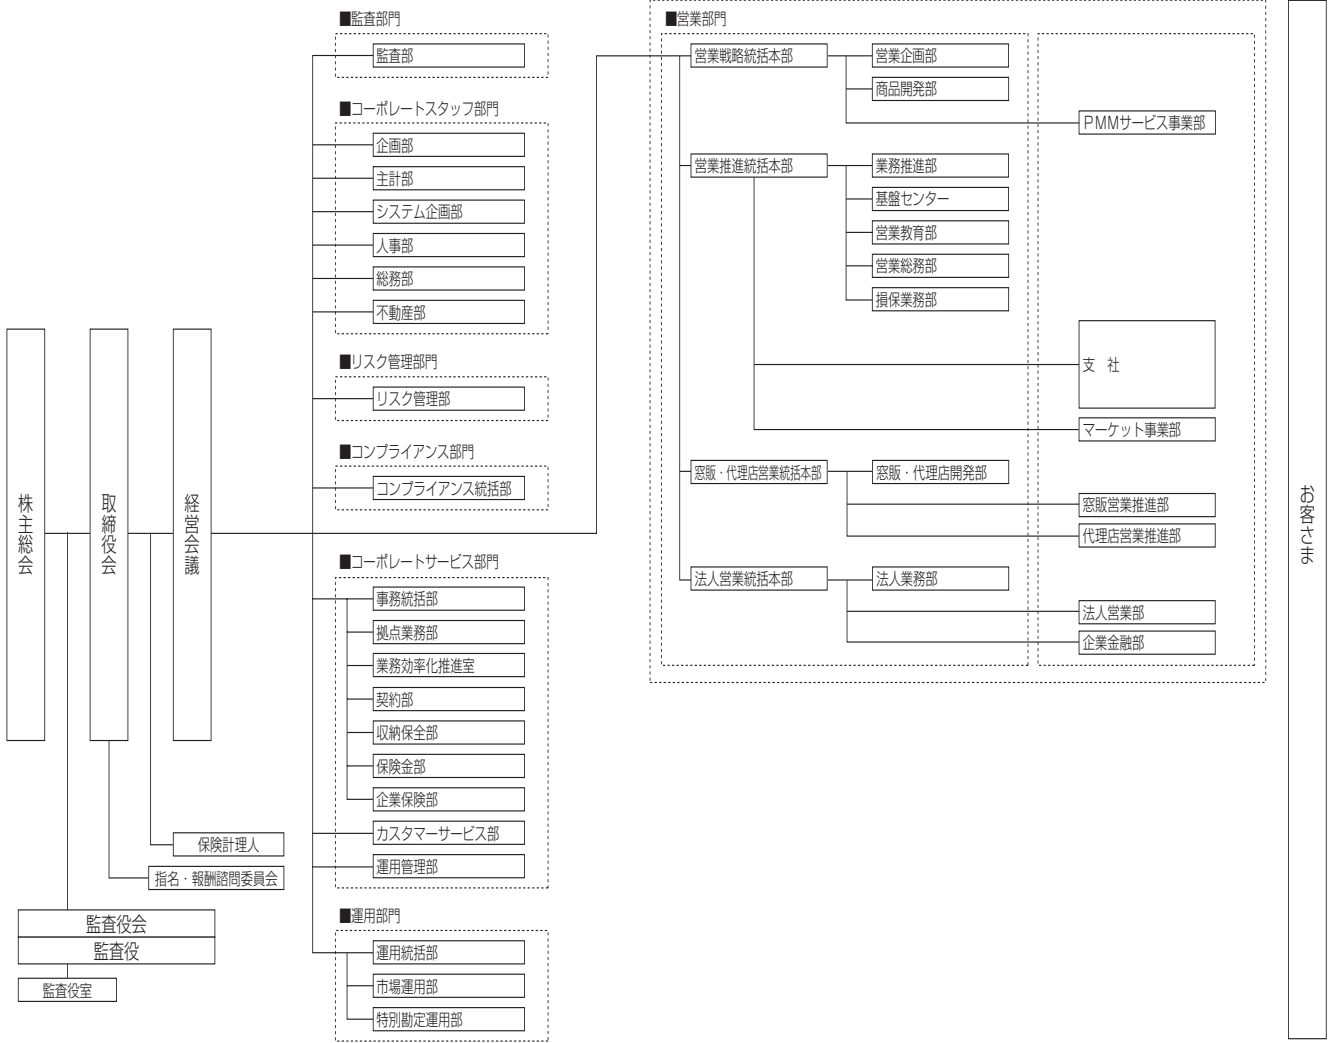 株主総会
取締役会
経営会議
保険計理人
指名・報酬諮問委員会
監査役会
監査役
監査役室
■監査部門
監査部
■コーポレートスタッフ部門
企画部
主計部
システム企画部
人事部
総務部
不動産部
■リスク管理部門
リスク管理部
■コンプライアンス部門
コンプライアンス統括部
■コーポレートサービス部門
事務統括部
拠点業務部
業務効率化推進室
契約部
収納保全部
保険金部
企業保険部
カスタマーサービス部
運用管理部
■運用部門
運用統括部
市場運用部
特別勘定運用部
■営業部門
営業戦略統括本部
営業企画部
商品開発部
PMMサービス事業部
営業推進統括本部
業務推進部
基盤センター
営業教育部
営業総務部
損保業務部
支 社
マーケット事業部
窓販・代理店営業統括本部
窓販・代理店開発部
窓販営業推進部
代理店営業推進部
法人営業統括本部
法人業務部
法人営業部
企業金融部
お客さま